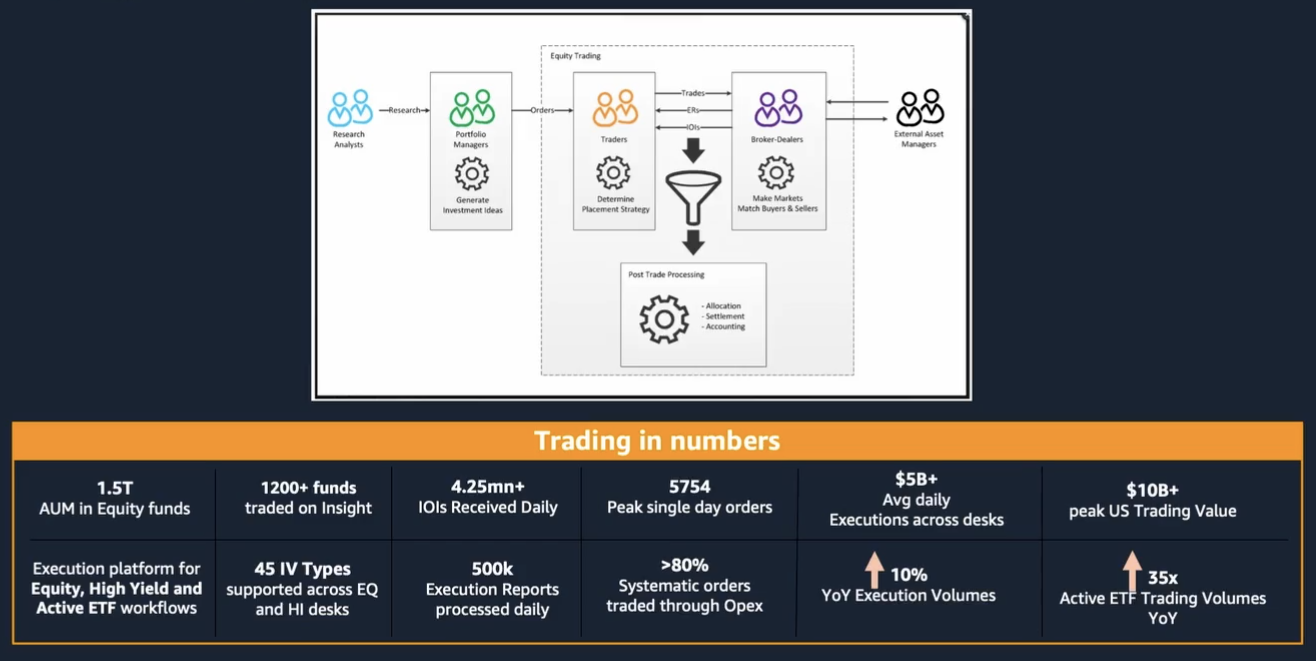 Equity Trading
Research
Orders
Trades
ERs
IOIs
Research
Analysts
Portfolio
Managers
Traders
Broker-Dealers
External Asset
Managers
Generate
Investment Ideas
Determine
Placement Strategy
Make Markets
Match Buyers & Sellers
Post Trade Processing
- Allocation
- Settlement
- Accounting
Trading in numbers
1.5T
AUM in Equity funds
1200+ funds
traded on Insight
4.25mn+
IOIs Received Daily
5754
Peak single day orders
$5B+
Avg daily
Executions across desks
$10B+
peak US Trading Value
Execution platform for
Equity, High Yield and
Active ETF workflows
45 IV Types
supported across EQ
and HI desks
500k
Execution Reports
processed daily
>80%
Systematic orders
traded through Opex
10%
YoY Execution Volumes
35x
Active ETF Trading Volumes
YoY